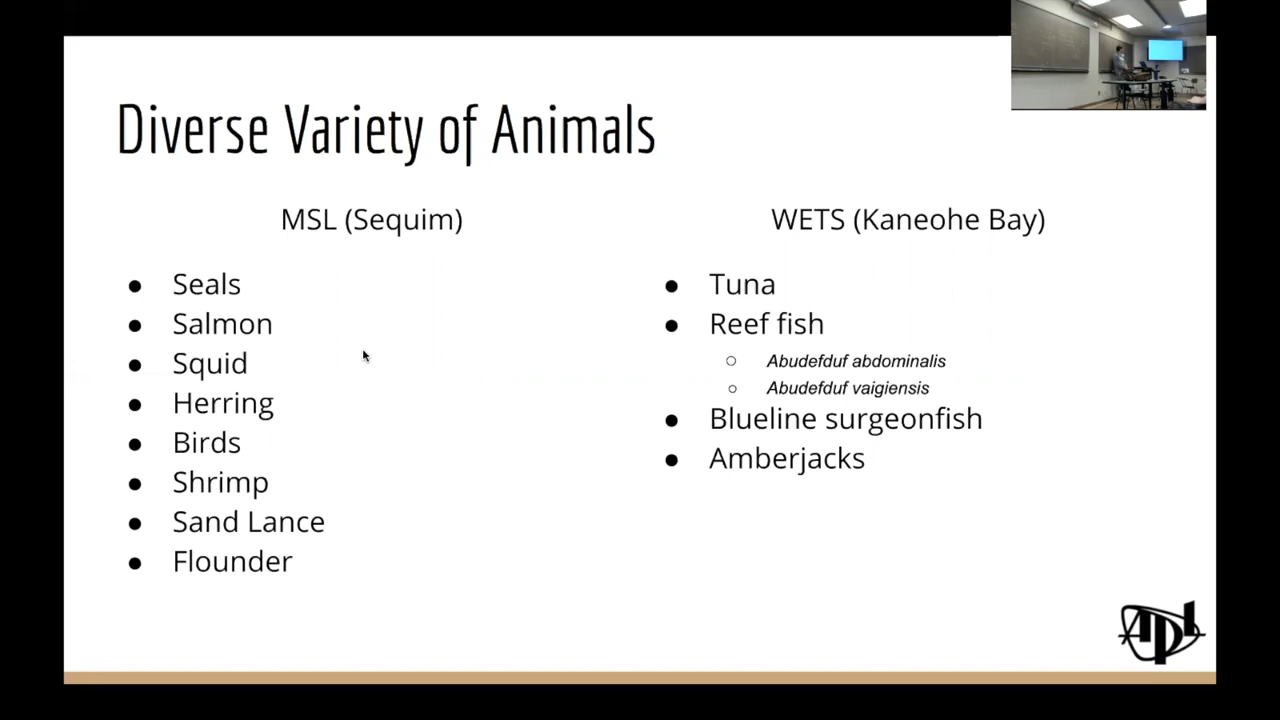 Diverse Variety of Animals
MSL (Sequim)
Seals
Salmon
Squid
Herring
Birds
Shrimp
Sand Lance
Flounder
WETS (Kaneohe Bay)
Tuna
Reef fish
Abudefduf abdominalis
Abudefduf vaigiensis
Blueline surgeonfish
Amberjacks
APL